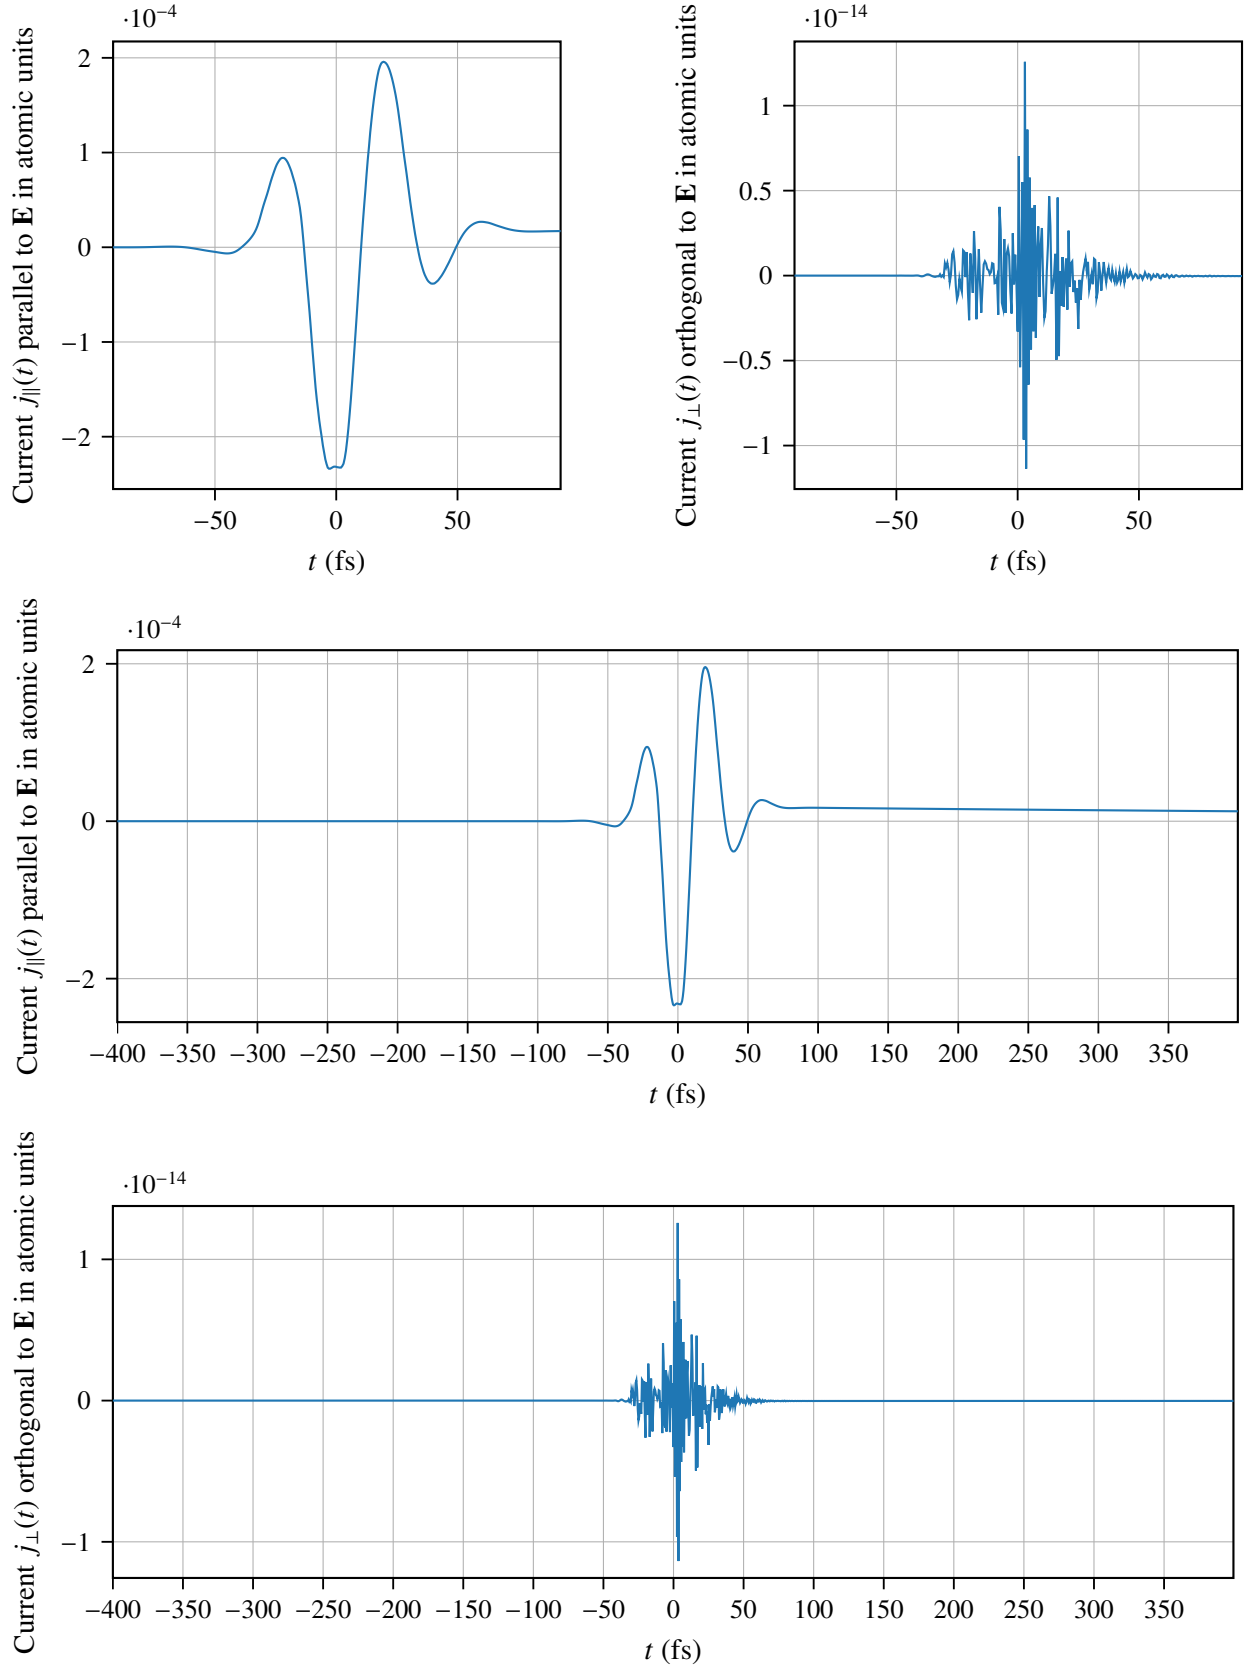 ·10−4
Current j∥(t) parallel to E in atomic units
2
1
0
−1
−2
−50 0 50
t (fs)
·10−14
Current j⊥(t) orthogonal to E in atomic units
1
0.5
0
−0.5
−1
−50 0 50
t (fs)
·10−4
Current j∥(t) parallel to E in atomic units
2
0
−2
−400 −350 −300 −250 −200 −150 −100 −50 0 50 100 150 200 250 300 350
t (fs)
·10−14
Current j⊥(t) orthogonal to E in atomic units
1
0
−1
−400 −350 −300 −250 −200 −150 −100 −50 0 50 100 150 200 250 300 350
t (fs)